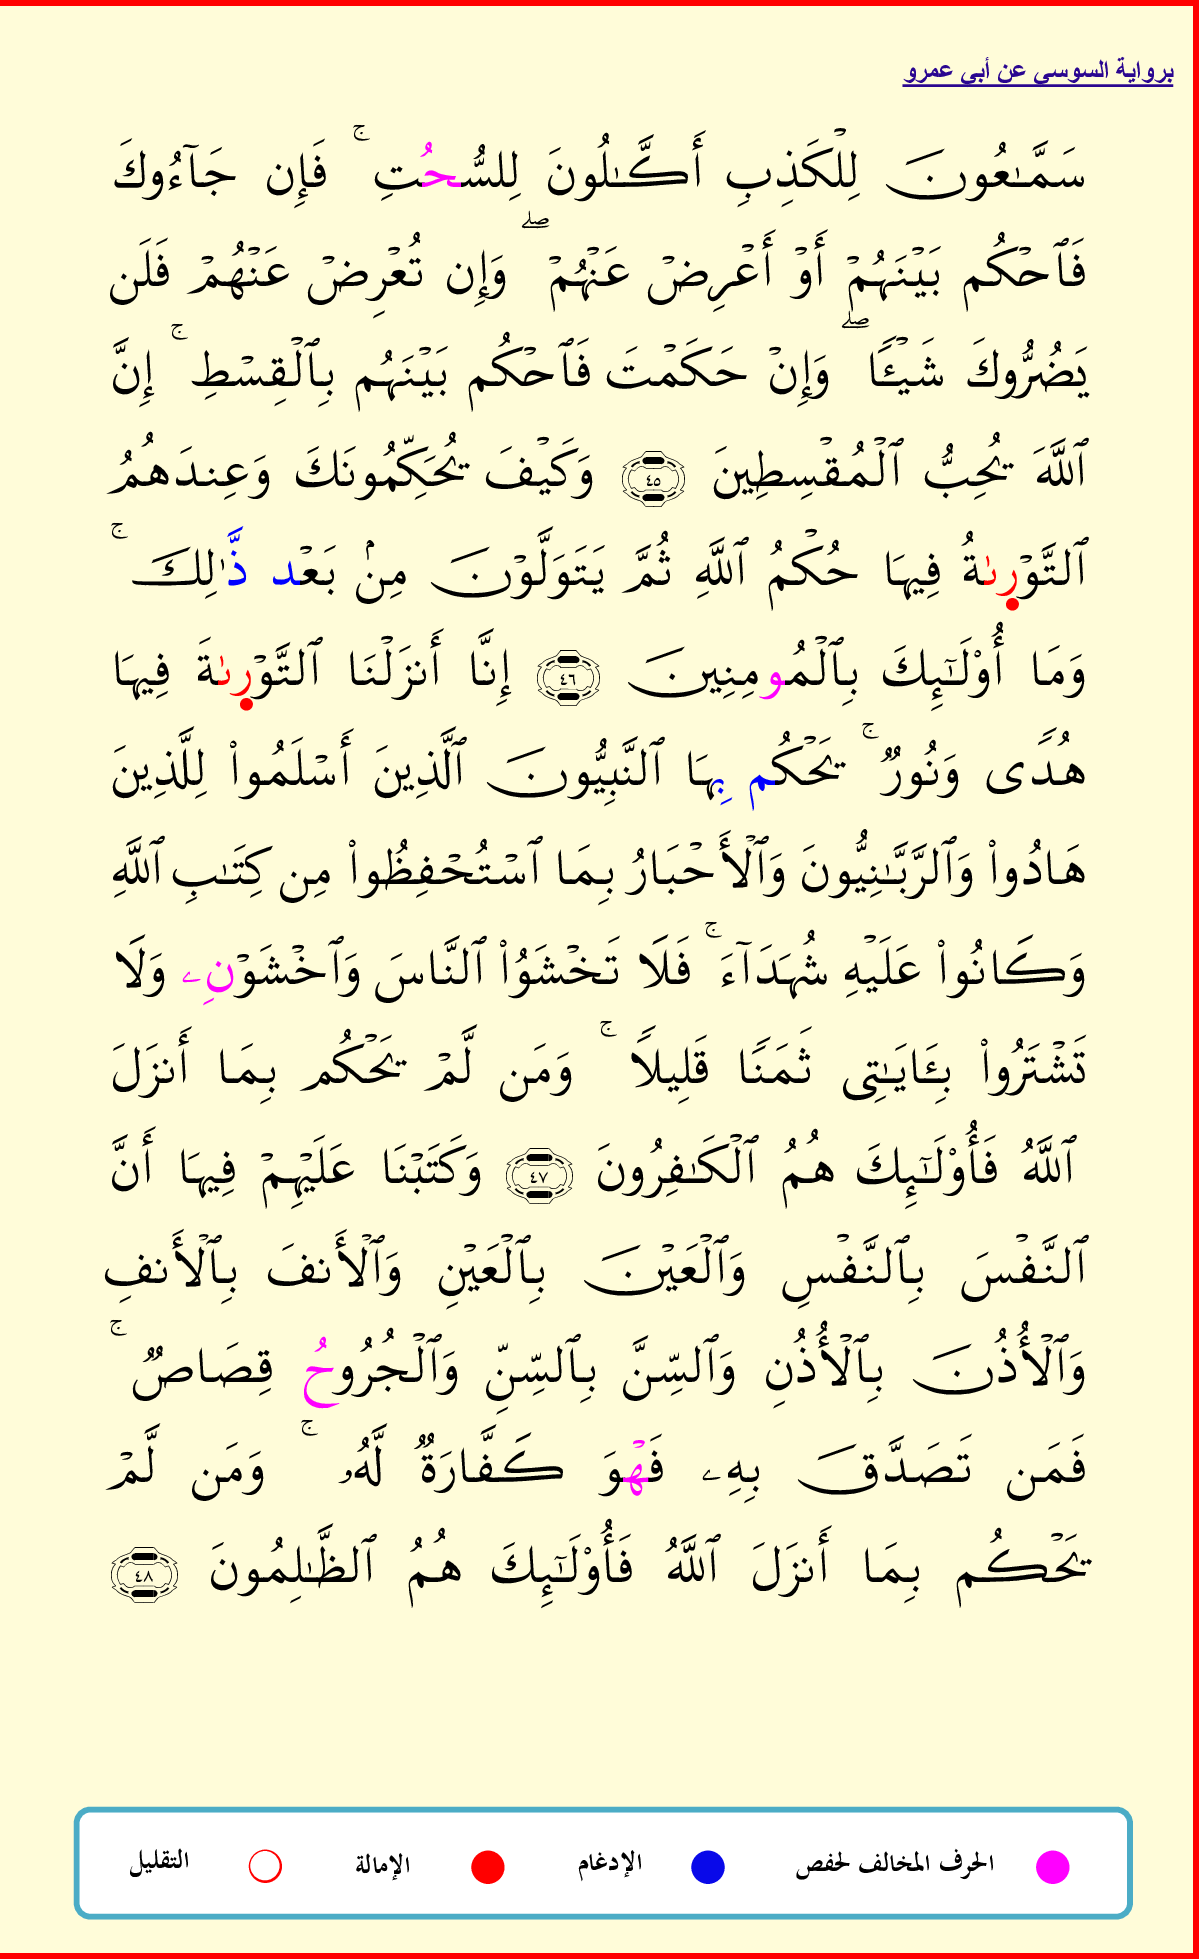 برواية السوسي عن أبي عمرو
سَمَّٰعُونَ لِلْكَذِبِ أَكَّٰلُونَ لِلسُّحُتِ ۚ فَإِن جَآءُوكَ
فَٱحْكُم بَيْنَهُمْ أَوْ أَعْرِضْ عَنْهُمْ ۖ وَإِن تُعْرِضْ عَنْهُمْ فَلَن
يَضُرُّوكَ شَيْـًٔا ۖ وَإِنْ حَكَمْتَ فَٱحْكُم بَيْنَهُم بِٱلْقِسْطِ ۚ إِنَّ
ٱللَّهَ يُحِبُّ ٱلْمُقْسِطِينَ ٤٥ وَكَيْفَ يُحَكِّمُونَكَ وَعِندَهُمُ
ٱلتَّوْرِىٰةُ فِيهَا حُكْمُ ٱللَّهِ ثُمَّ يَتَوَلَّوْنَ مِنۢ بَعْد ذَّٰلِكَ ۚ
وَمَا أُوْلَـٰٓئِكَ بِٱلْمُومِنِينَ ٤٦ إِنَّا أَنزَلْنَا ٱلتَّوْرِىٰةَ فِيهَا
هُدًى وَنُورٌ ۚ يَحْكُم بِهَا ٱلنَّبِيُّونَ ٱلَّذِينَ أَسْلَمُواْ لِلَّذِينَ
هَادُواْ وَٱلرَّبَّٰنِيُّونَ وَٱلْأَحْبَارُ بِمَا ٱسْتُحْفِظُواْ مِن كِتَٰبِ ٱللَّهِ
وَكَانُواْ عَلَيْهِ شُهَدَآءَ ۚ فَلَا تَخْشَوُاْ ٱلنَّاسَ وَٱخْشَوْنِۦ وَلَا
تَشْتَرُواْ بِـَٔايَٰتِى ثَمَنًا قَلِيلًا ۚ وَمَن لَّمْ يَحْكُم بِمَا أَنزَلَ
ٱللَّهُ فَأُوْلَـٰٓئِكَ هُمُ ٱلْكَٰفِرُونَ ٤٧ وَكَتَبْنَا عَلَيْهِمْ فِيهَا أَنَّ
ٱلنَّفْسَ بِٱلنَّفْسِ وَٱلْعَيْنَ بِٱلْعَيْنِ وَٱلْأَنفَ بِٱلْأَنفِ
وَٱلْأُذُنَ بِٱلْأُذُنِ وَٱلسِّنَّ بِٱلسِّنِّ وَٱلْجُرُوحُ قِصَاصٌ ۚ
فَمَن تَصَدَّقَ بِهِۦ فَهْوَ كَفَّارَةٌ لَّهُۥ ۚ وَمَن لَّمْ
يَحْكُم بِمَا أَنزَلَ ٱللَّهُ فَأُوْلَـٰٓئِكَ هُمُ ٱلظَّٰلِمُونَ ٤٨
الحرف المخالف لحفص الإدغام الإمالة التقليل